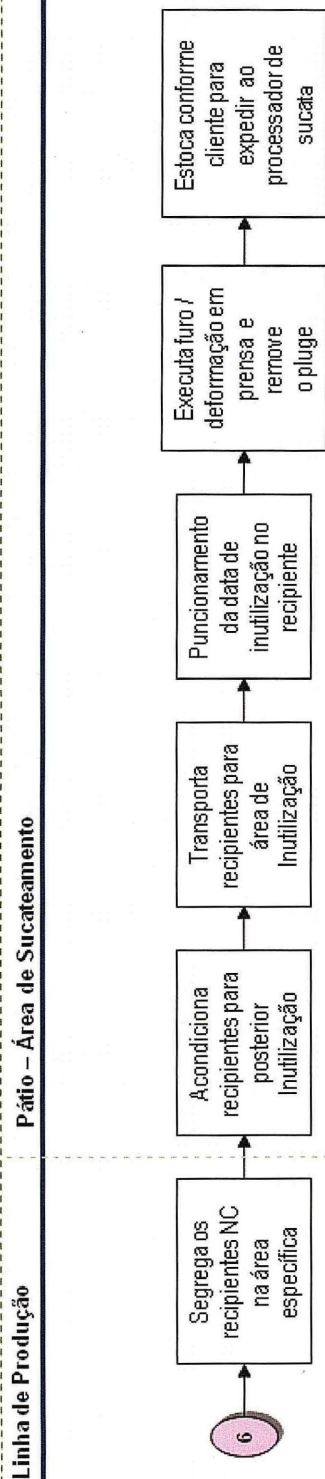 Linha de Produção
Pátio – Área de Sucateamento
6
Segrega os
recipientes NC
na área
específica
Acondiciona
recipientes para
posterior
Inutilização
Transporta
recipientes para
área de
Inutilização
Puncionamento
da data de
inutilização no
recipiente
Executa furo /
deformação em
prensa e
remove
o pluge
Estoca conforme
cliente para
expedir ao
processador de
sucata